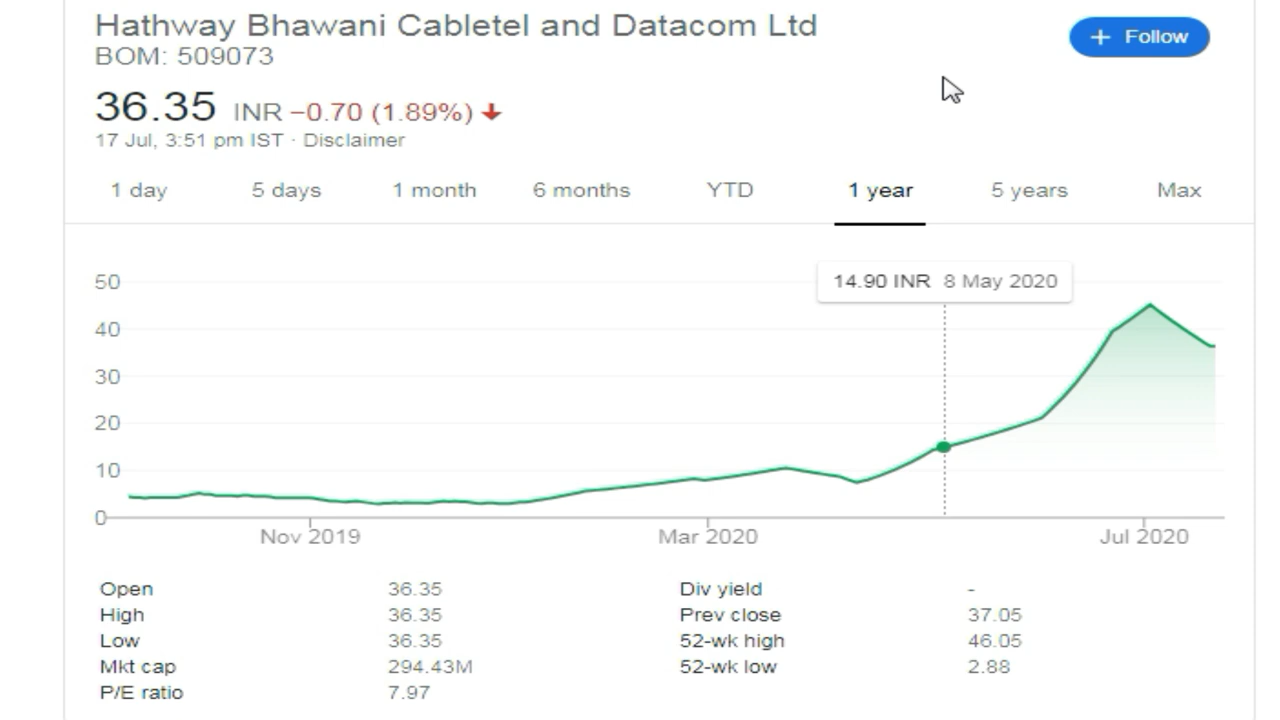 Hathway Bhawani Cabletel and Datacom Ltd
BOM: 509073
+ Follow
36.35 INR −0.70 (1.89%)
17 Jul, 3:51 pm IST · Disclaimer
1 day 5 days 1 month 6 months YTD 1 year 5 years Max
14.90 INR 8 May 2020
50
40
30
20
10
0
Nov 2019 Mar 2020 Jul 2020
Open 36.35 Div yield -
High 36.35 Prev close 37.05
Low 36.35 52-wk high 46.05
Mkt cap 294.43M 52-wk low 2.88
P/E ratio 7.97